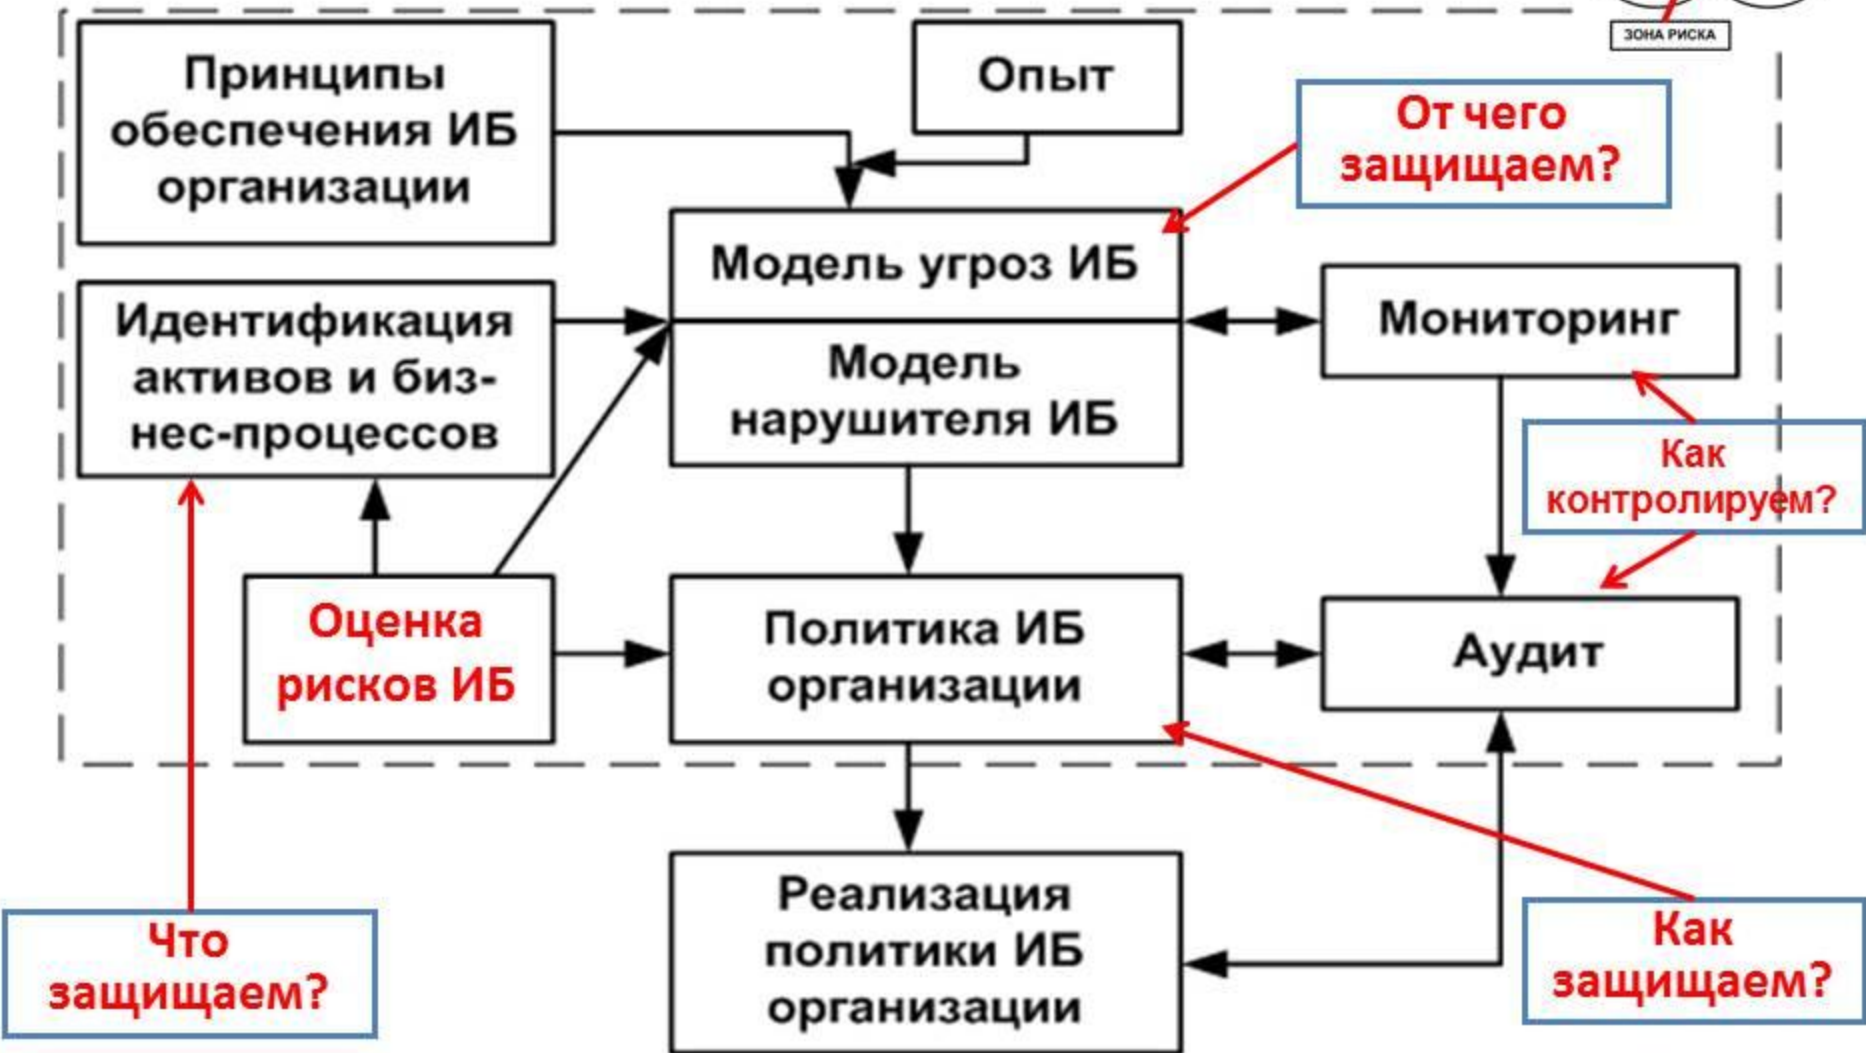 ЗОНА РИСКА
Принципы
обеспечения ИБ
организации
Опыт
От чего
защищаем?
Модель угроз ИБ
Мониторинг
Идентификация
активов и биз-
нес-процессов
Модель
нарушителя ИБ
Как
контролируем?
Оценка
рисков ИБ
Политика ИБ
организации
Аудит
Что
защищаем?
Реализация
политики ИБ
организации
Как
защищаем?